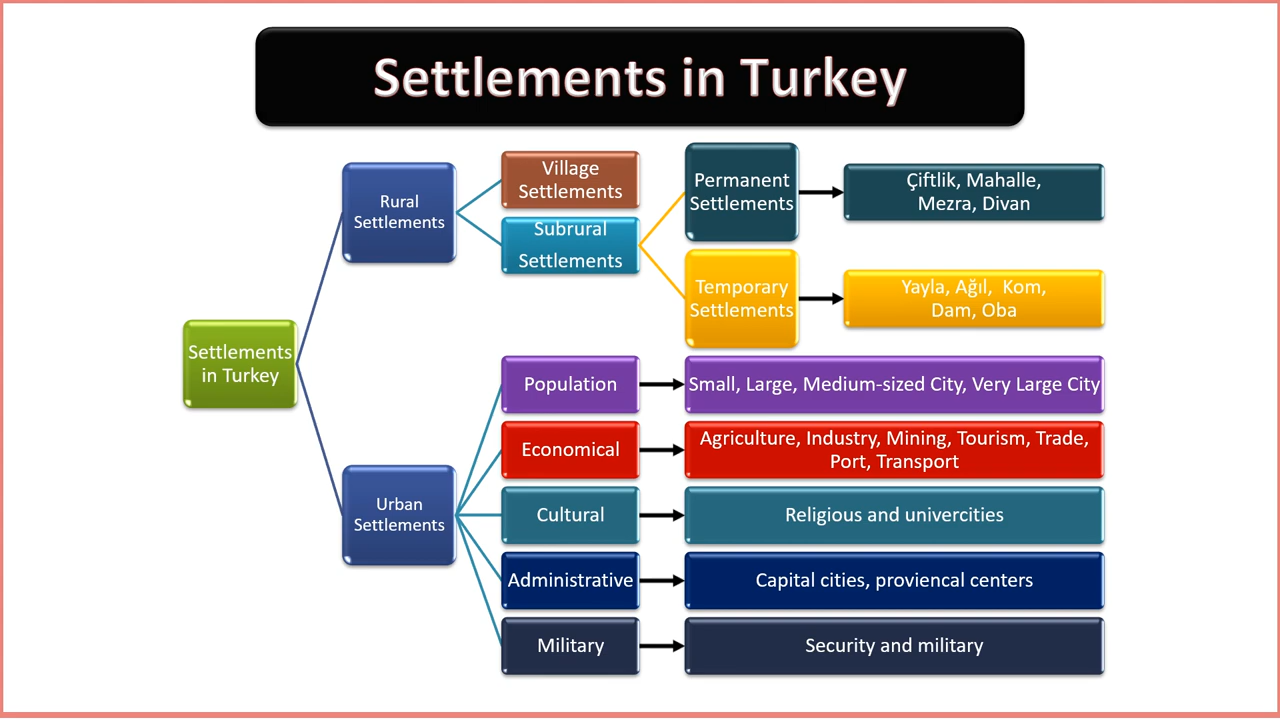 Settlements in Turkey
Settlements
in Turkey
Rural
Settlements
Village
Settlements
Subrural
Settlements
Permanent
Settlements
Çiftlik, Mahalle,
Mezra, Divan
Temporary
Settlements
Yayla, Ağıl, Kom,
Dam, Oba
Urban
Settlements
Population
Small, Large, Medium-sized City, Very Large City
Economical
Agriculture, Industry, Mining, Tourism, Trade,
Port, Transport
Cultural
Religious and univercities
Administrative
Capital cities, proviencal centers
Military
Security and military